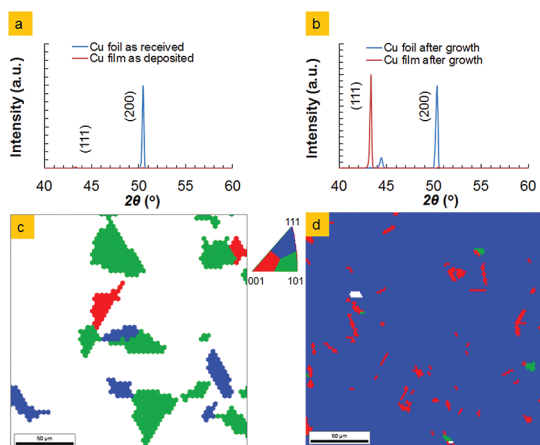 a
Cu foil as received
Cu film as deposited
Intensity (a.u.)
(111)
(200)
40 45 50 55 60
2θ (°)
b
Cu foil after growth
Cu film after growth
Intensity (a.u.)
(111)
(200)
40 45 50 55 60
2θ (°)
c
50 µm
111
001 101
d
50 µm